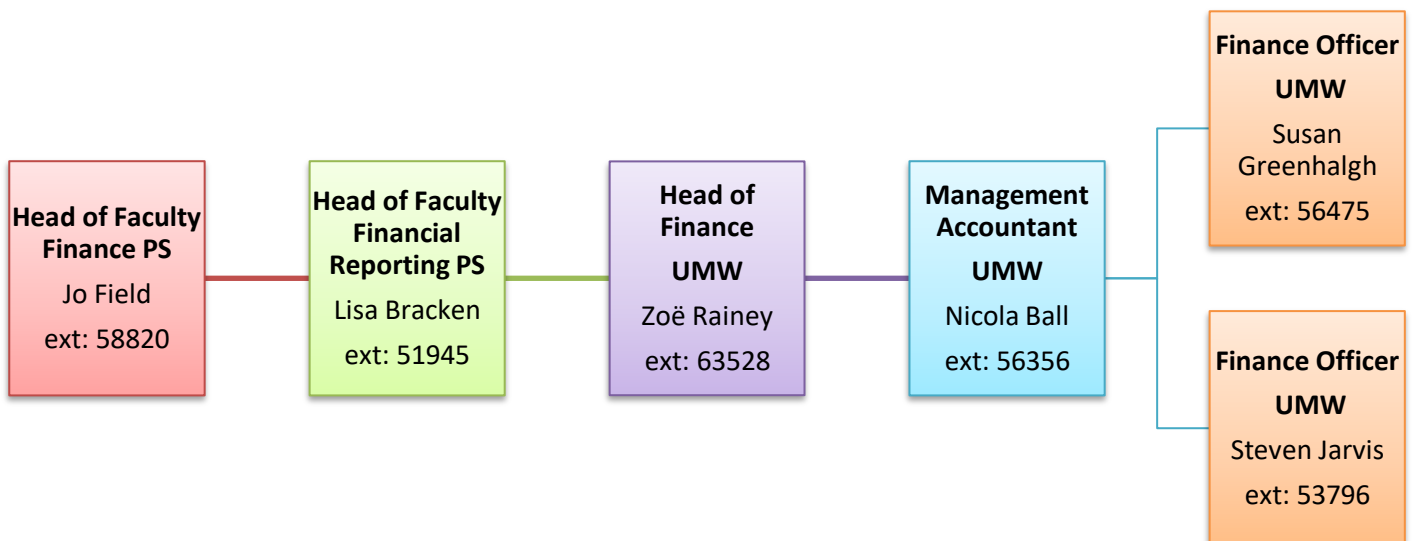 Head of Faculty
Finance PS
Jo Field
ext: 58820
Head of Faculty
Financial
Reporting PS
Lisa Bracken
ext: 51945
Head of
Finance
UMW
Zoë Rainey
ext: 63528
Management
Accountant
UMW
Nicola Ball
ext: 56356
Finance Officer
UMW
Susan
Greenhalgh
ext: 56475
Finance Officer
UMW
Steven Jarvis
ext: 53796